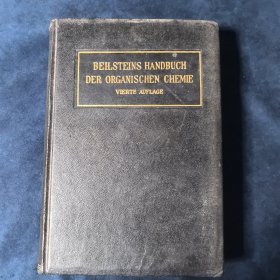 BEILSTEINS HANDBUCH
DER ORGANISCHEN CHEMIE
VIERTE AUFLAGE